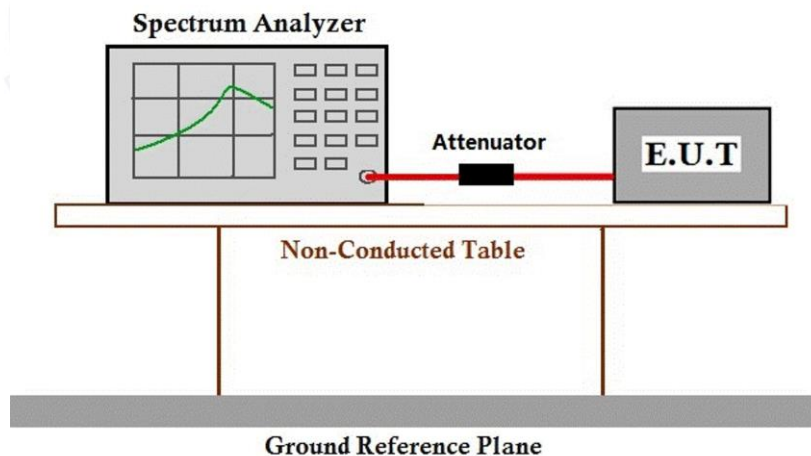 Spectrum Analyzer
Attenuator
E.U.T
Non-Conducted Table
Ground Reference Plane